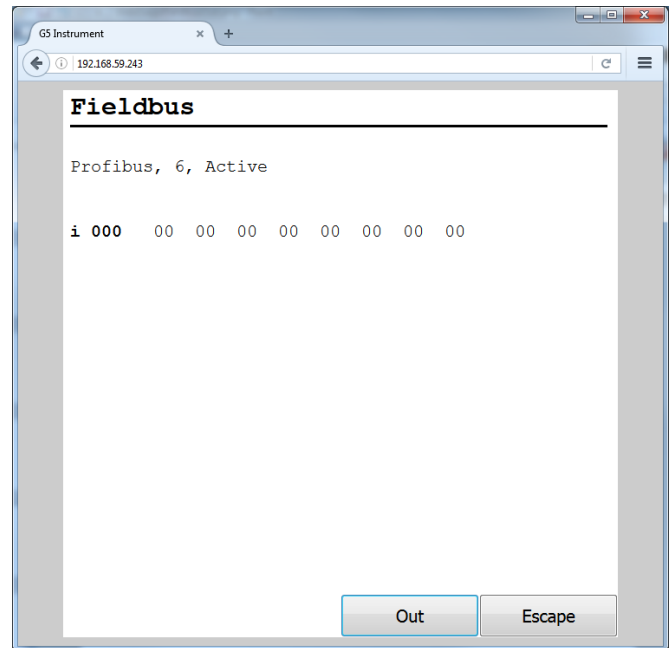 G5 Instrument
192.168.59.243
Fieldbus
Profibus, 6, Active
i 000 00 00 00 00 00 00 00 00
Out Escape